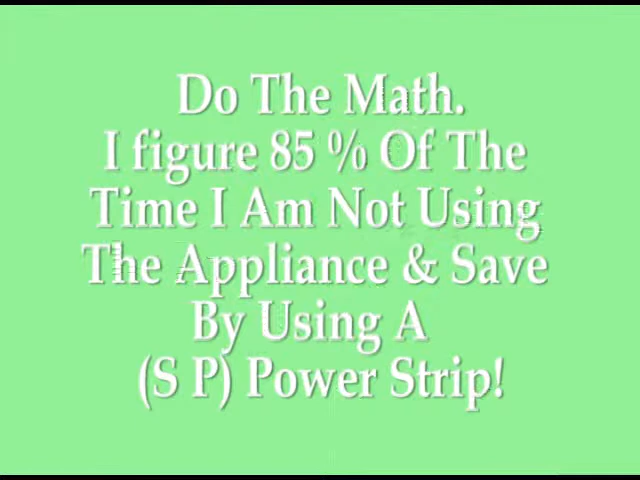 Do The Math.
I figure 85 % Of The
Time I Am Not Using
The Appliance & Save
By Using A
(S P) Power Strip!